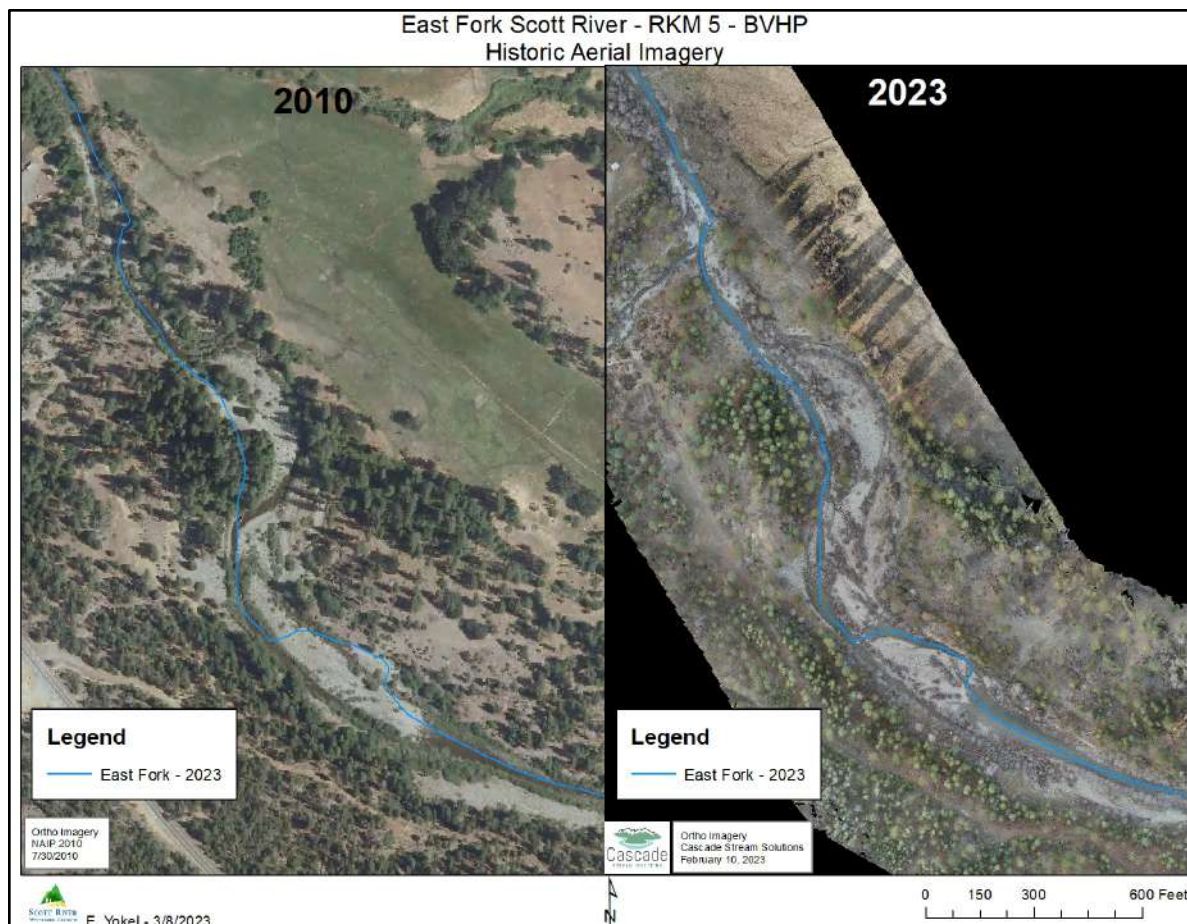 East Fork Scott River - RKM 5 - BVHP
Historic Aerial Imagery
2010
2023
Legend
East Fork - 2023
Legend
East Fork - 2023
Ortho Imagery
NAIP 2010
7/30/2010
Cascade
Ortho Imagery
Cascade Stream Solutions
February 10, 2023
SCOTT RIVER
E. Yokel - 3/8/2023
N
0 150 300 600 Feet